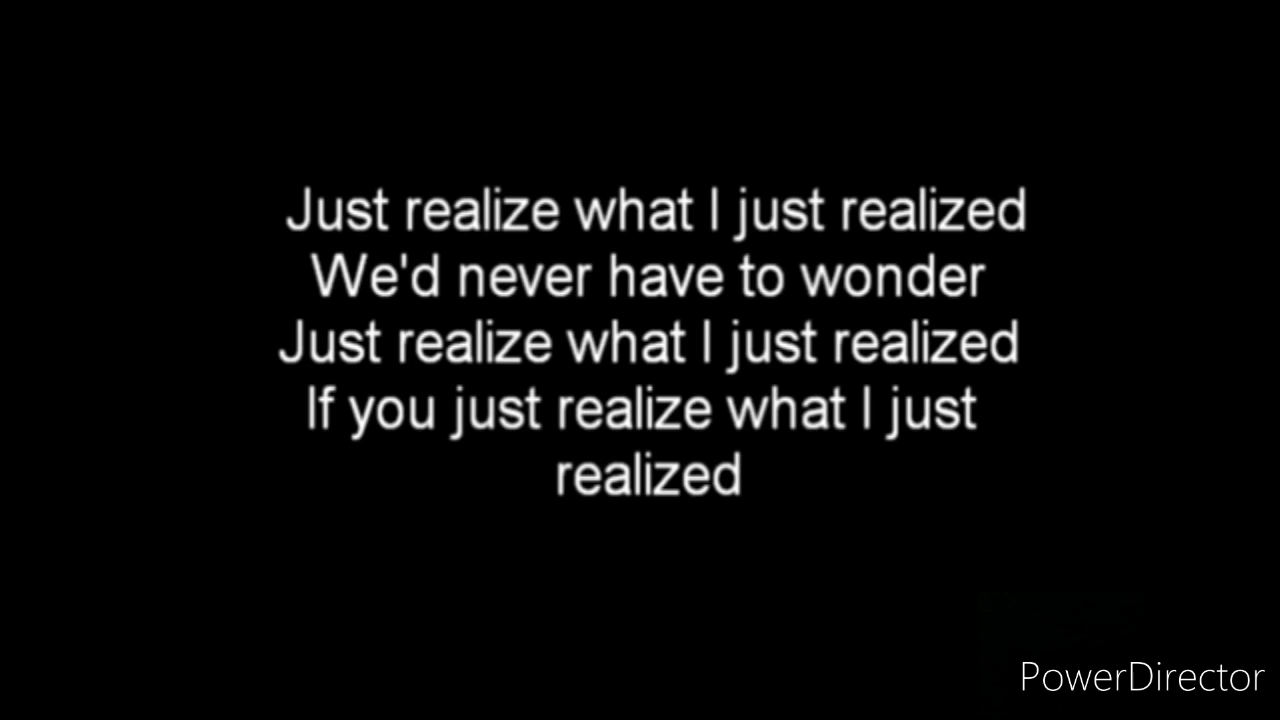 Just realize what I just realized
We'd never have to wonder
Just realize what I just realized
If you just realize what I just
realized
PowerDirector